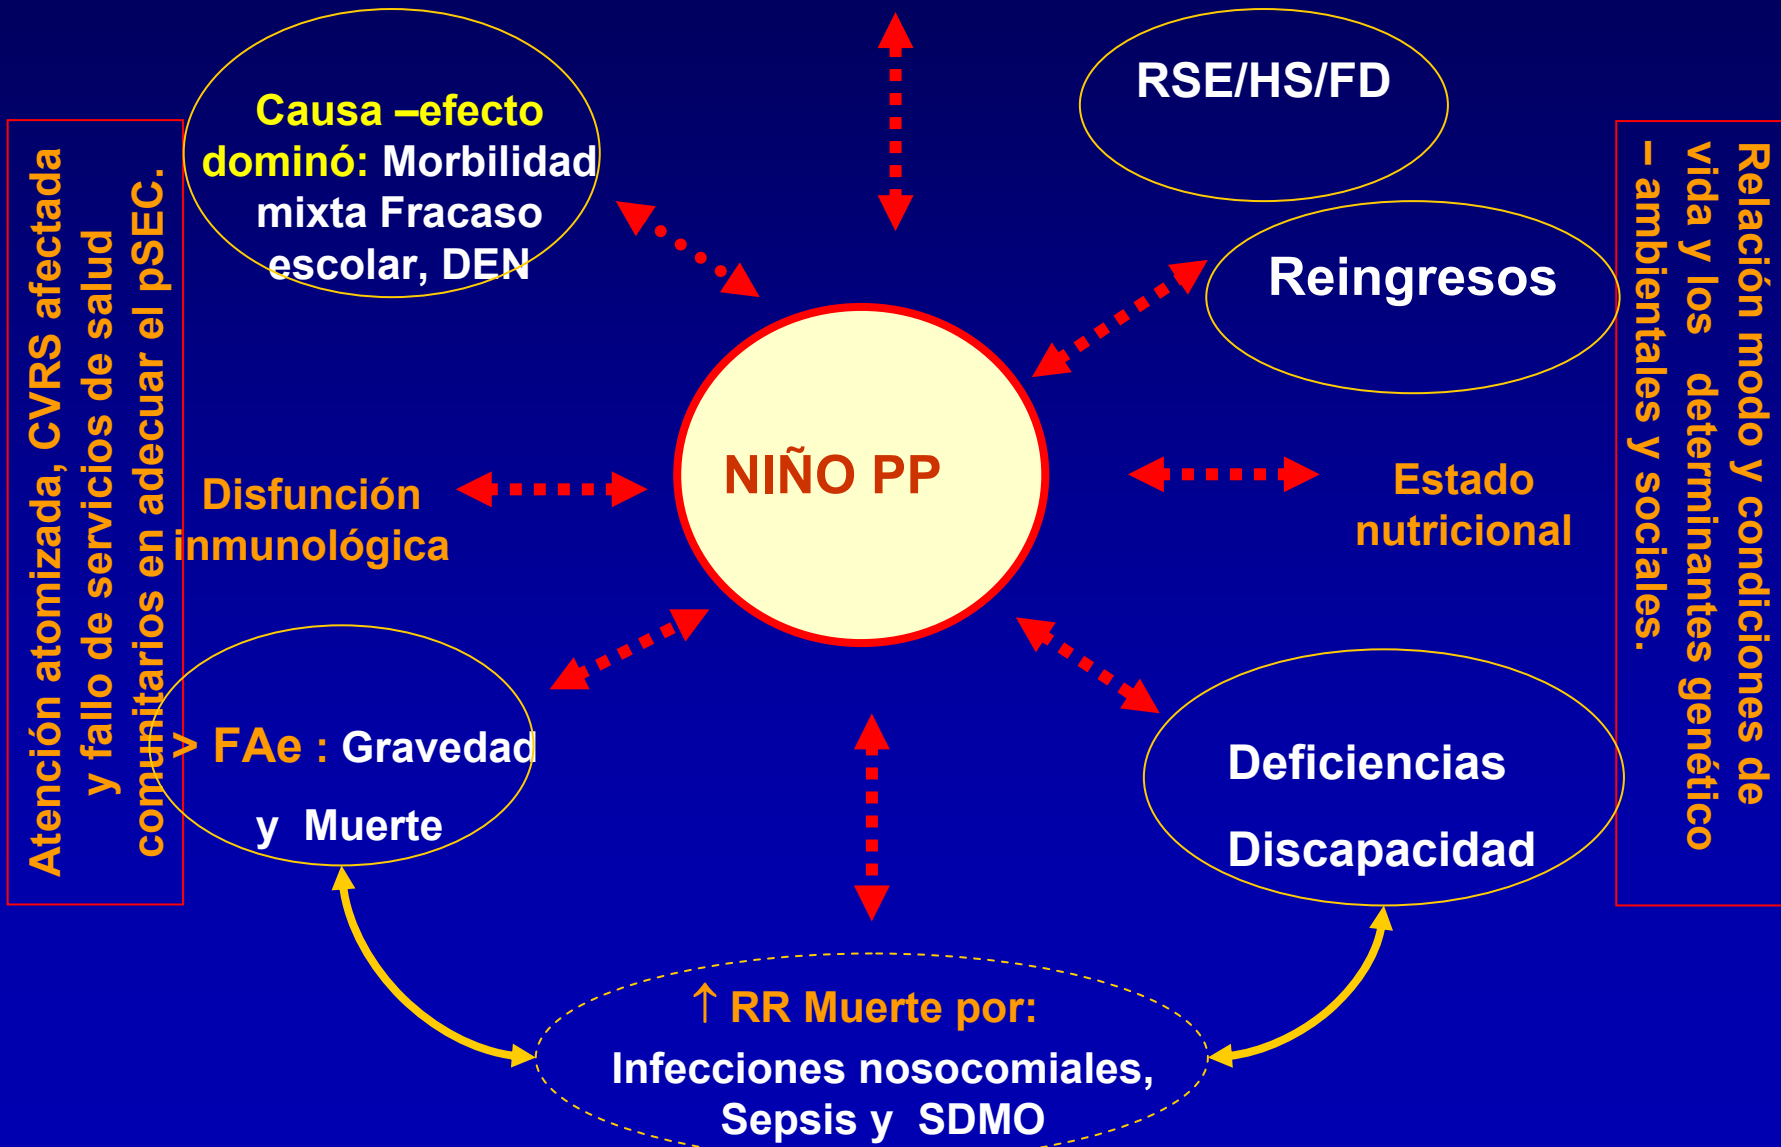 Causa –efecto
dominó: Morbilidad
mixta Fracaso
escolar, DEN
RSE/HS/FD
Reingresos
Atención atomizada, CVRS afectada
y fallo de servicios de salud
comunitarios en adecuar el pSEC.
Relación modo y condiciones de
vida y los determinantes genético
– ambientales y sociales.
NIÑO PP
Disfunción
inmunológica
Estado
nutricional
> FAe : Gravedad
y Muerte
Deficiencias
Discapacidad
↑ RR Muerte por:
Infecciones nosocomiales,
Sepsis y SDMO